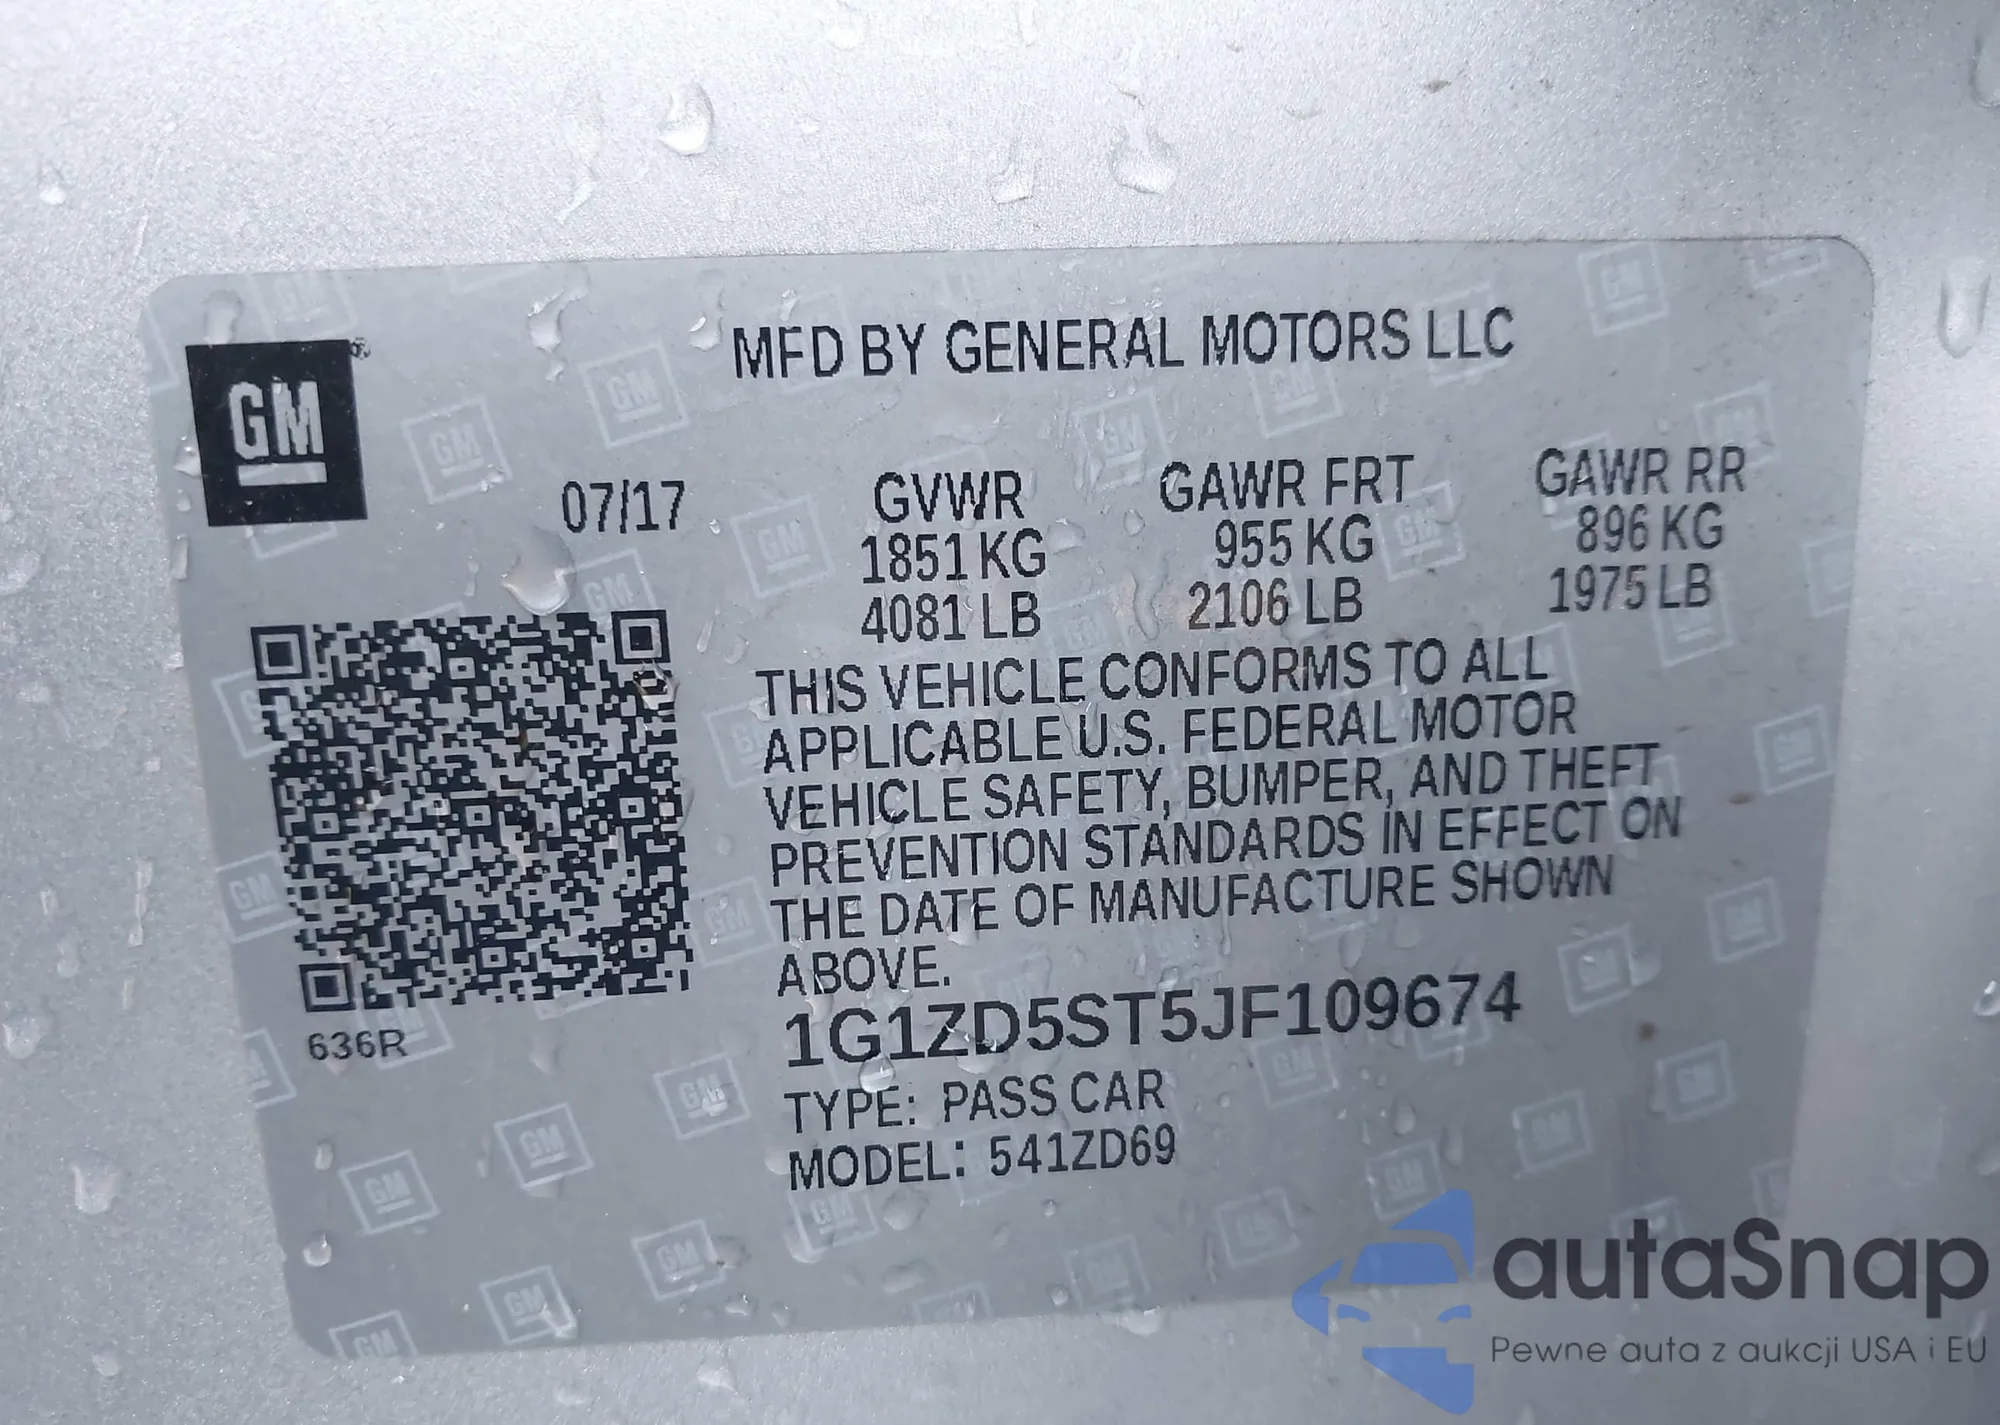 GM
MFD BY GENERAL MOTORS LLC
07/17
GVWR GAWR FRT GAWR RR
1851 KG 955 KG 896 KG
4081 LB 2106 LB 1975 LB
THIS VEHICLE CONFORMS TO ALL
APPLICABLE U.S. FEDERAL MOTOR
VEHICLE SAFETY, BUMPER, AND THEFT
PREVENTION STANDARDS IN EFFECT ON
THE DATE OF MANUFACTURE SHOWN
ABOVE.
1G1ZD5ST5JF109674
636R
TYPE: PASS CAR
MODEL: 541ZD69
autaSnap
Pewne auta z aukcji USA i EU